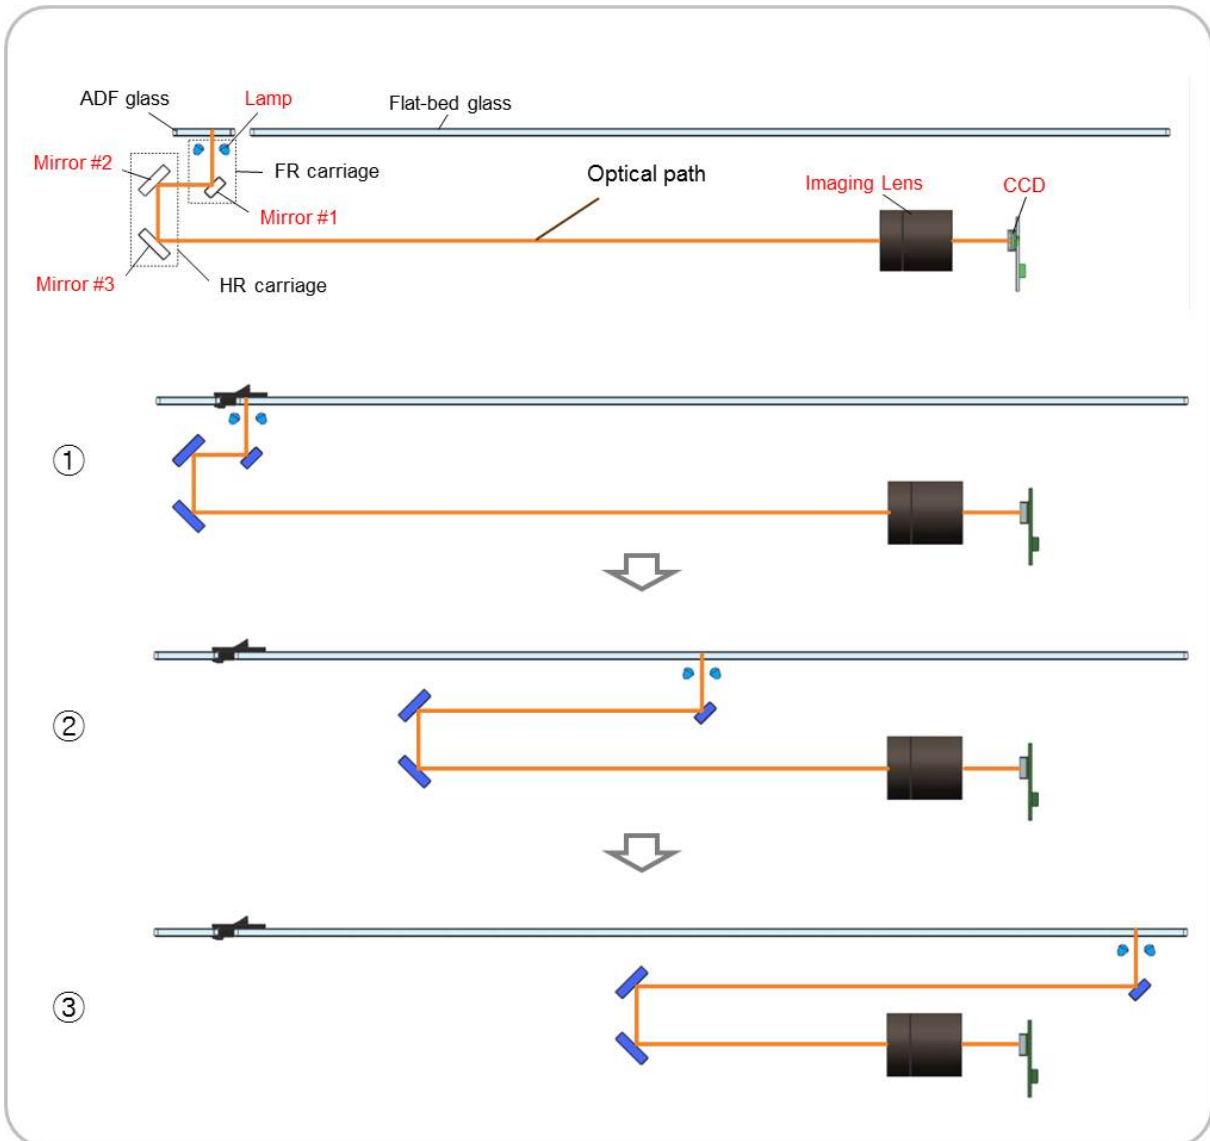 ADF glass
Lamp
Flat-bed glass
Mirror #2
FR carriage
Optical path
Imaging Lens
CCD
Mirror #1
Mirror #3
HR carriage
①
②
③